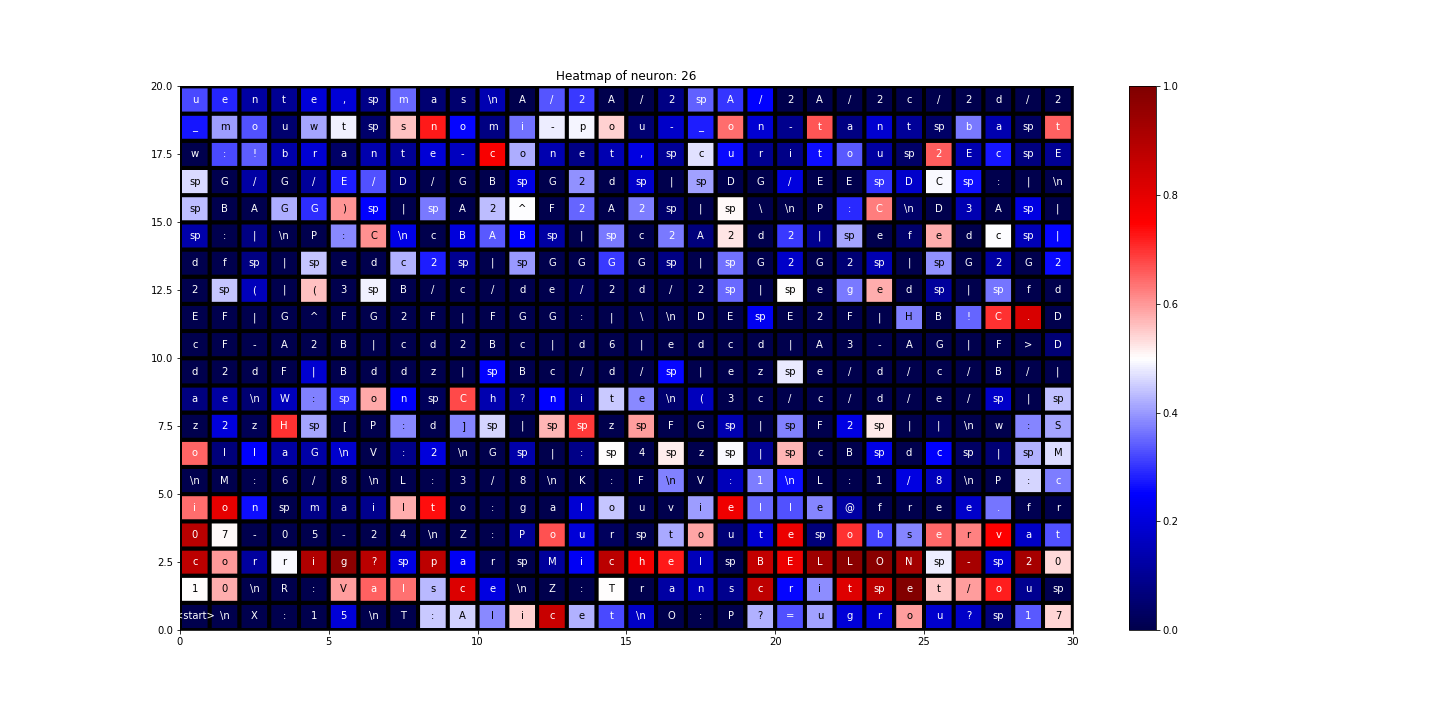 Heatmap of neuron: 26
20.0
u e n t e , sp m a s \n A / 2 A / 2 sp A / 2 A / 2 c / 2 d / 2
_ m o u w t sp s n o m i - p o u - _ o n - t a n t sp b a sp t
17.5
w : ! b r a n t e - c o n e t , sp c u r i t o u sp 2 E c sp E
sp G / G / E / D / G B sp G 2 d sp | sp D G / E E sp D C sp : | \n
sp B A G G ) sp | sp A 2 ^ F 2 A 2 sp | sp \ \n P : C \n D 3 A sp |
15.0
sp : | \n P : C \n c B A B sp | sp c 2 A 2 d 2 | sp e f e d c sp |
d f sp | sp e d c 2 sp | sp G G G G sp | sp G 2 G 2 sp | sp G 2 G 2
12.5
2 sp ( | ( 3 sp B / c / d e / 2 d / 2 sp | sp e g e d sp | sp f d
E F | G ^ F G 2 F | F G G : | \ \n D E sp E 2 F | H B ! C . D
c F - A 2 B | c d 2 B c | d 6 | e d c d | A 3 - A G | F > D
10.0
d 2 d F | B d d z | sp B c / d / sp | e z sp e / d / c / B / |
a e \n W : sp o n sp C h ? n i t e \n ( 3 c / c / d / e / sp | sp
7.5
z 2 z H sp [ P : d ] sp | sp sp z sp F G sp | sp F 2 sp | | \n w : S
o l l a G \n V : 2 \n G sp | : sp 4 sp z sp | sp c B sp d c sp | sp M
\n M : 6 / 8 \n L : 3 / 8 \n K : F \n V : 1 \n L : 1 / 8 \n P : c
5.0
i o n sp m a i l t o : g a l o u v i e l l e @ f r e e . f r
0 7 - 0 5 - 2 4 \n Z : P o u r sp t o u t e sp o b s e r v a t
2.5
c o r r i g ? sp p a r sp M i c h e l sp B E L L O N sp - sp 2 0
1 0 \n R : V a l s c e \n Z : T r a n s c r i t sp e t / o u sp
<start> \n X : 1 5 \n T : A l i c e t \n O : P ? = u g r o u ? sp 1 7
0.0
0 5 10 15 20 25 30
1.0
0.8
0.6
0.4
0.2
0.0